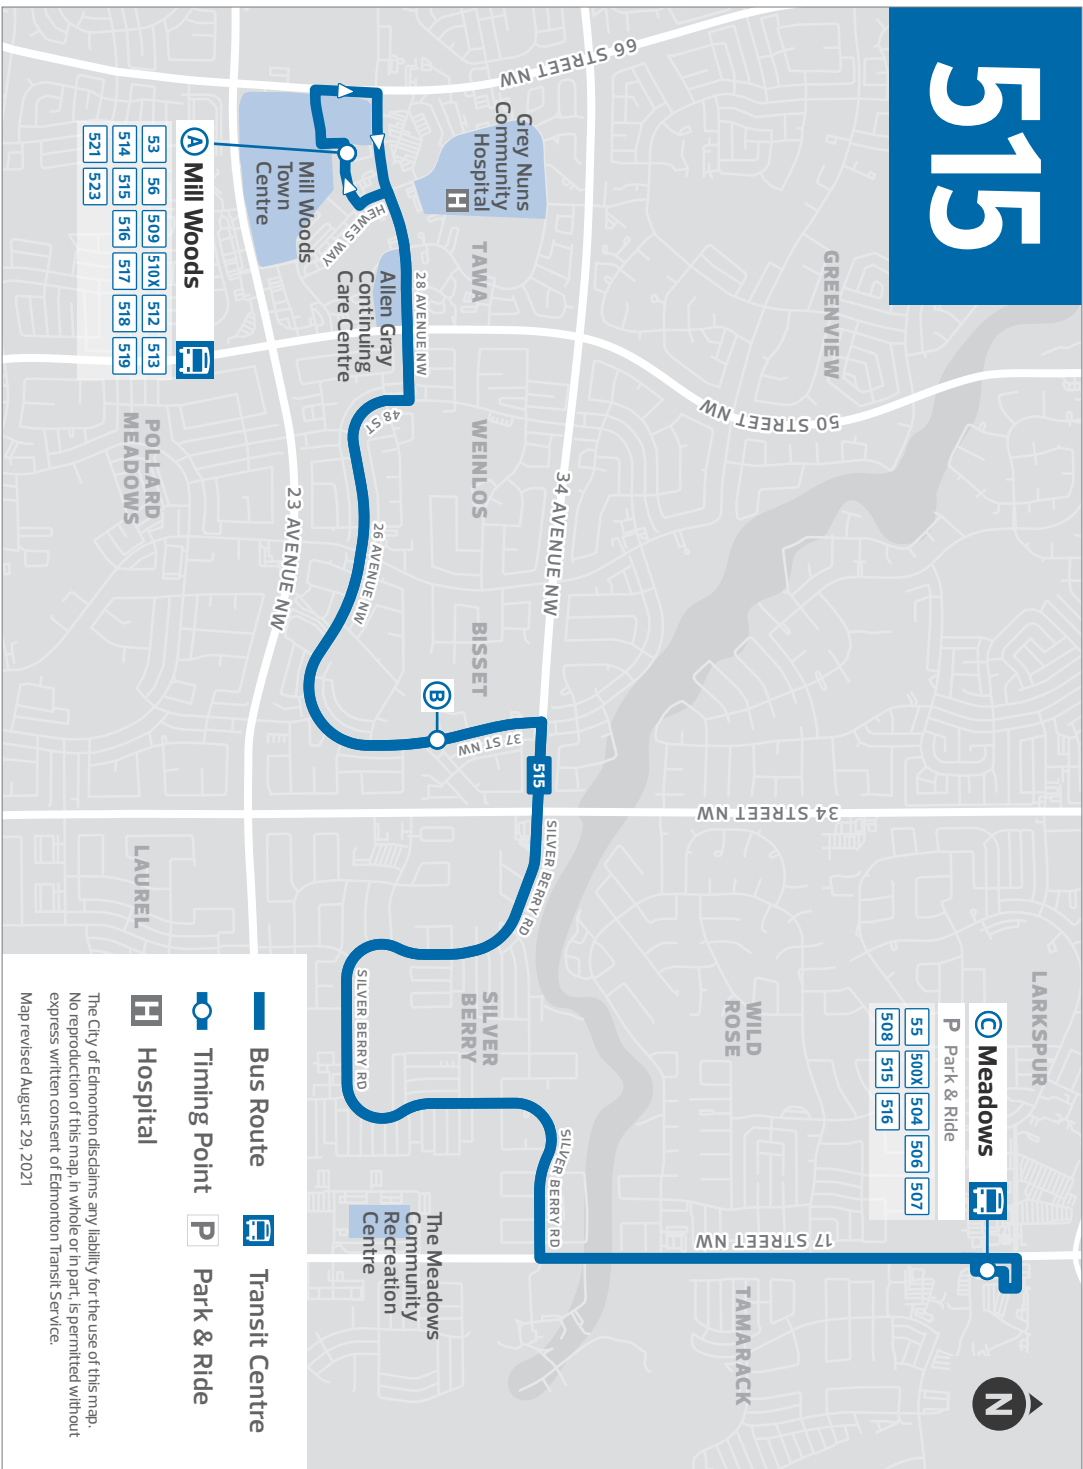 515
66 STREET NW
Grey Nuns
Community
Hospital
H
GREENVIEW
TAWA
Mill Woods
Town
Centre
HEWES WAY
28 AVENUE NW
Allen Gray
Continuing
Care Centre
A Mill Woods
53 56 509 510X 512 513
514 515 516 517 518 519
521 523
50 STREET NW
48 ST
POLLARD
MEADOWS
WEINLOS
34 AVENUE NW
23 AVENUE NW
26 AVENUE NW
BISSET
B
37 ST NW
515
34 STREET NW
SILVER BERRY RD
LAUREL
LARKSPUR
C Meadows
P Park & Ride
55 500X 504 506 507
508 515 516
WILD
ROSE
SILVER
BERRY
SILVER BERRY RD
SILVER BERRY RD
17 STREET NW
The Meadows
Community
Recreation
Centre
TAMARACK
N
Bus Route
Transit Centre
Timing Point
P Park & Ride
H Hospital
The City of Edmonton disclaims any liability for the use of this map.
No reproduction of this map, in whole or in part, is permitted without
express written consent of Edmonton Transit Service.
Map revised August 29, 2021